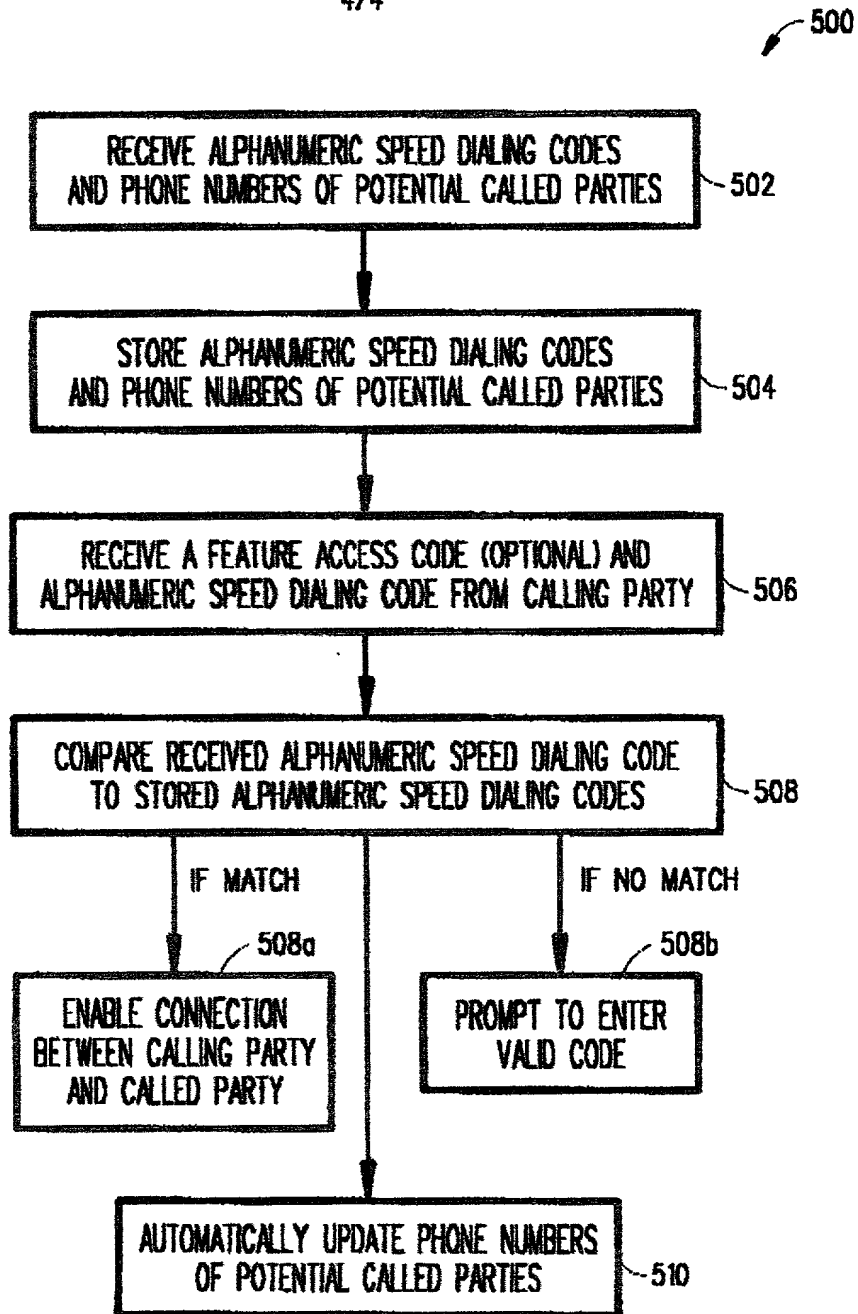 4/4
500
RECEIVE ALPHANUMERIC SPEED DIALING CODES
AND PHONE NUMBERS OF POTENTIAL CALLED PARTIES
502
STORE ALPHANUMERIC SPEED DIALING CODES
AND PHONE NUMBERS OF POTENTIAL CALLED PARTIES
504
RECEIVE A FEATURE ACCESS CODE (OPTIONAL) AND
ALPHANUMERIC SPEED DIALING CODE FROM CALLING PARTY
506
COMPARE RECEIVED ALPHANUMERIC SPEED DIALING CODE
TO STORED ALPHANUMERIC SPEED DIALING CODES
508
IF MATCH
IF NO MATCH
508a
508b
ENABLE CONNECTION
BETWEEN CALLING PARTY
AND CALLED PARTY
PROMPT TO ENTER
VALID CODE
AUTOMATICALLY UPDATE PHONE NUMBERS
OF POTENTIAL CALLED PARTIES
510